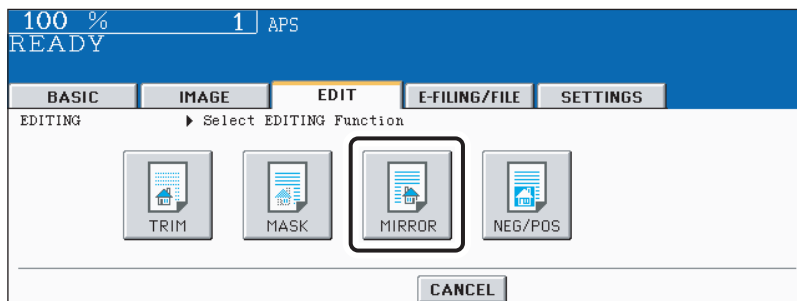 100 % 1 APS
READY
BASIC IMAGE EDIT E-FILING/FILE SETTINGS
EDITING ▶ Select EDITING Function
TRIM MASK MIRROR NEG/POS
CANCEL